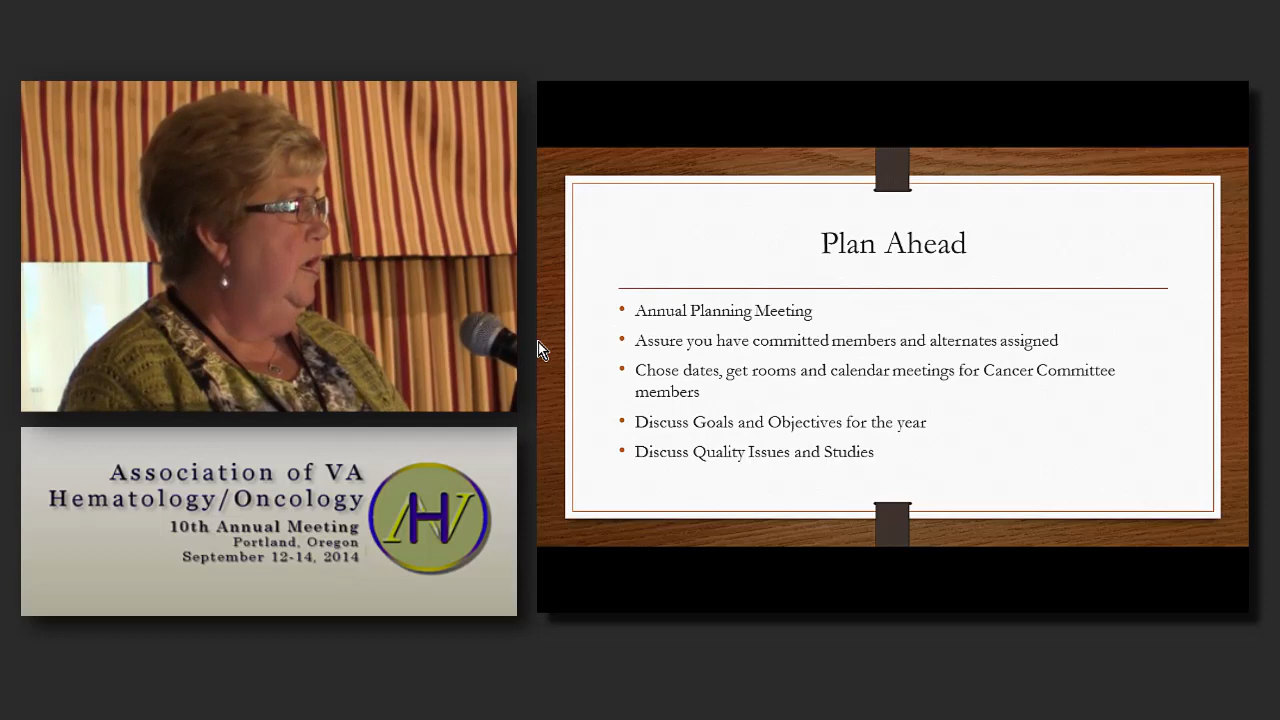 Association of VA
Hematology/Oncology
10th Annual Meeting
Portland, Oregon
September 12-14, 2014
AHV
Plan Ahead
• Annual Planning Meeting
• Assure you have committed members and alternates assigned
• Chose dates, get rooms and calendar meetings for Cancer Committee
members
• Discuss Goals and Objectives for the year
• Discuss Quality Issues and Studies